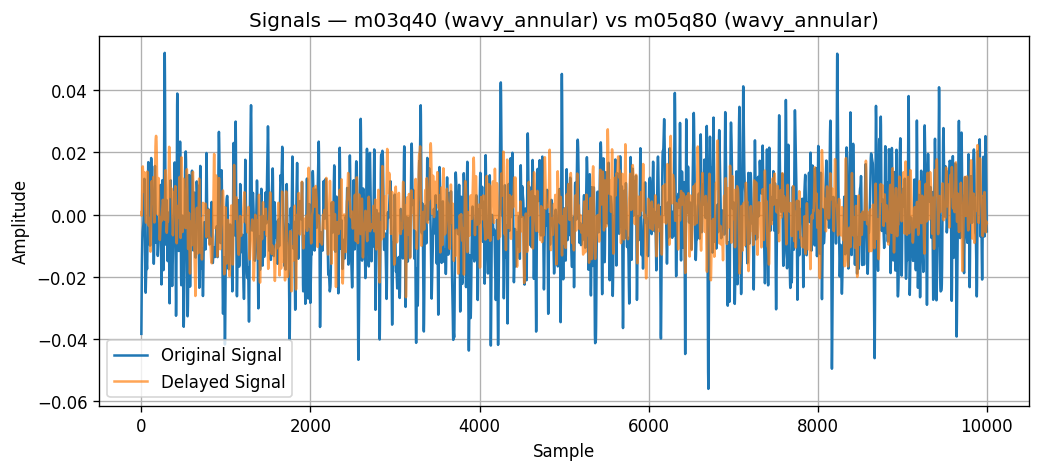 Signals — m03q40 (wavy_annular) vs m05q80 (wavy_annular)
Amplitude
0.04
0.02
0.00
−0.02
−0.04
−0.06
Original Signal
Delayed Signal
0 2000 4000 6000 8000 10000
Sample